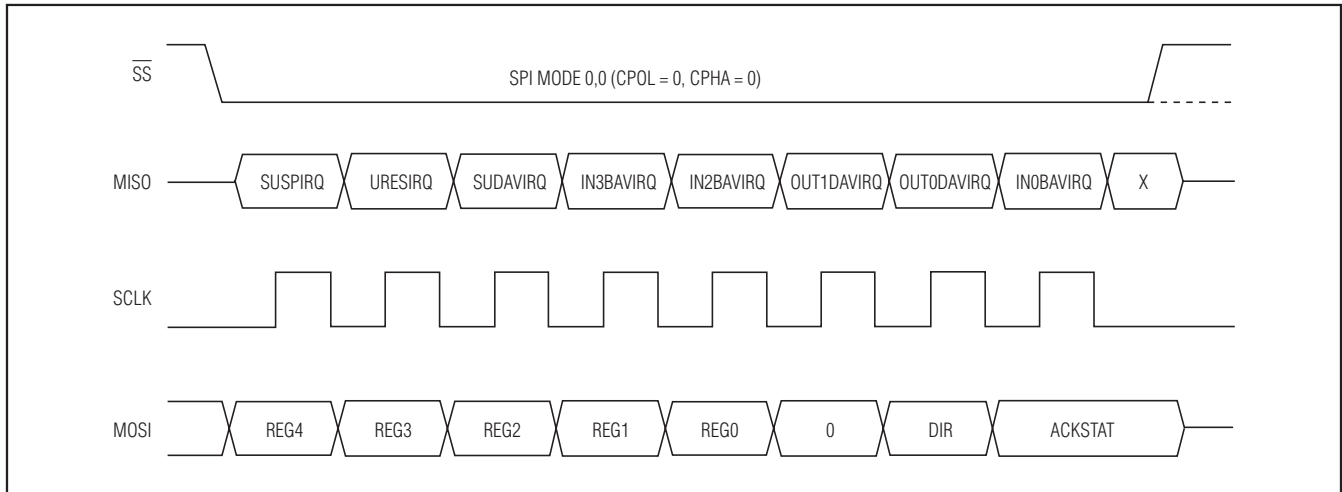 SS
SPI MODE 0,0 (CPOL = 0, CPHA = 0)
MISO SUSPIRQ URESIRQ SUDAVIRQ IN3BAVIRQ IN2BAVIRQ OUT1DAVIRQ OUT0DAVIRQ IN0BAVIRQ X
SCLK
MOSI REG4 REG3 REG2 REG1 REG0 0 DIR ACKSTAT